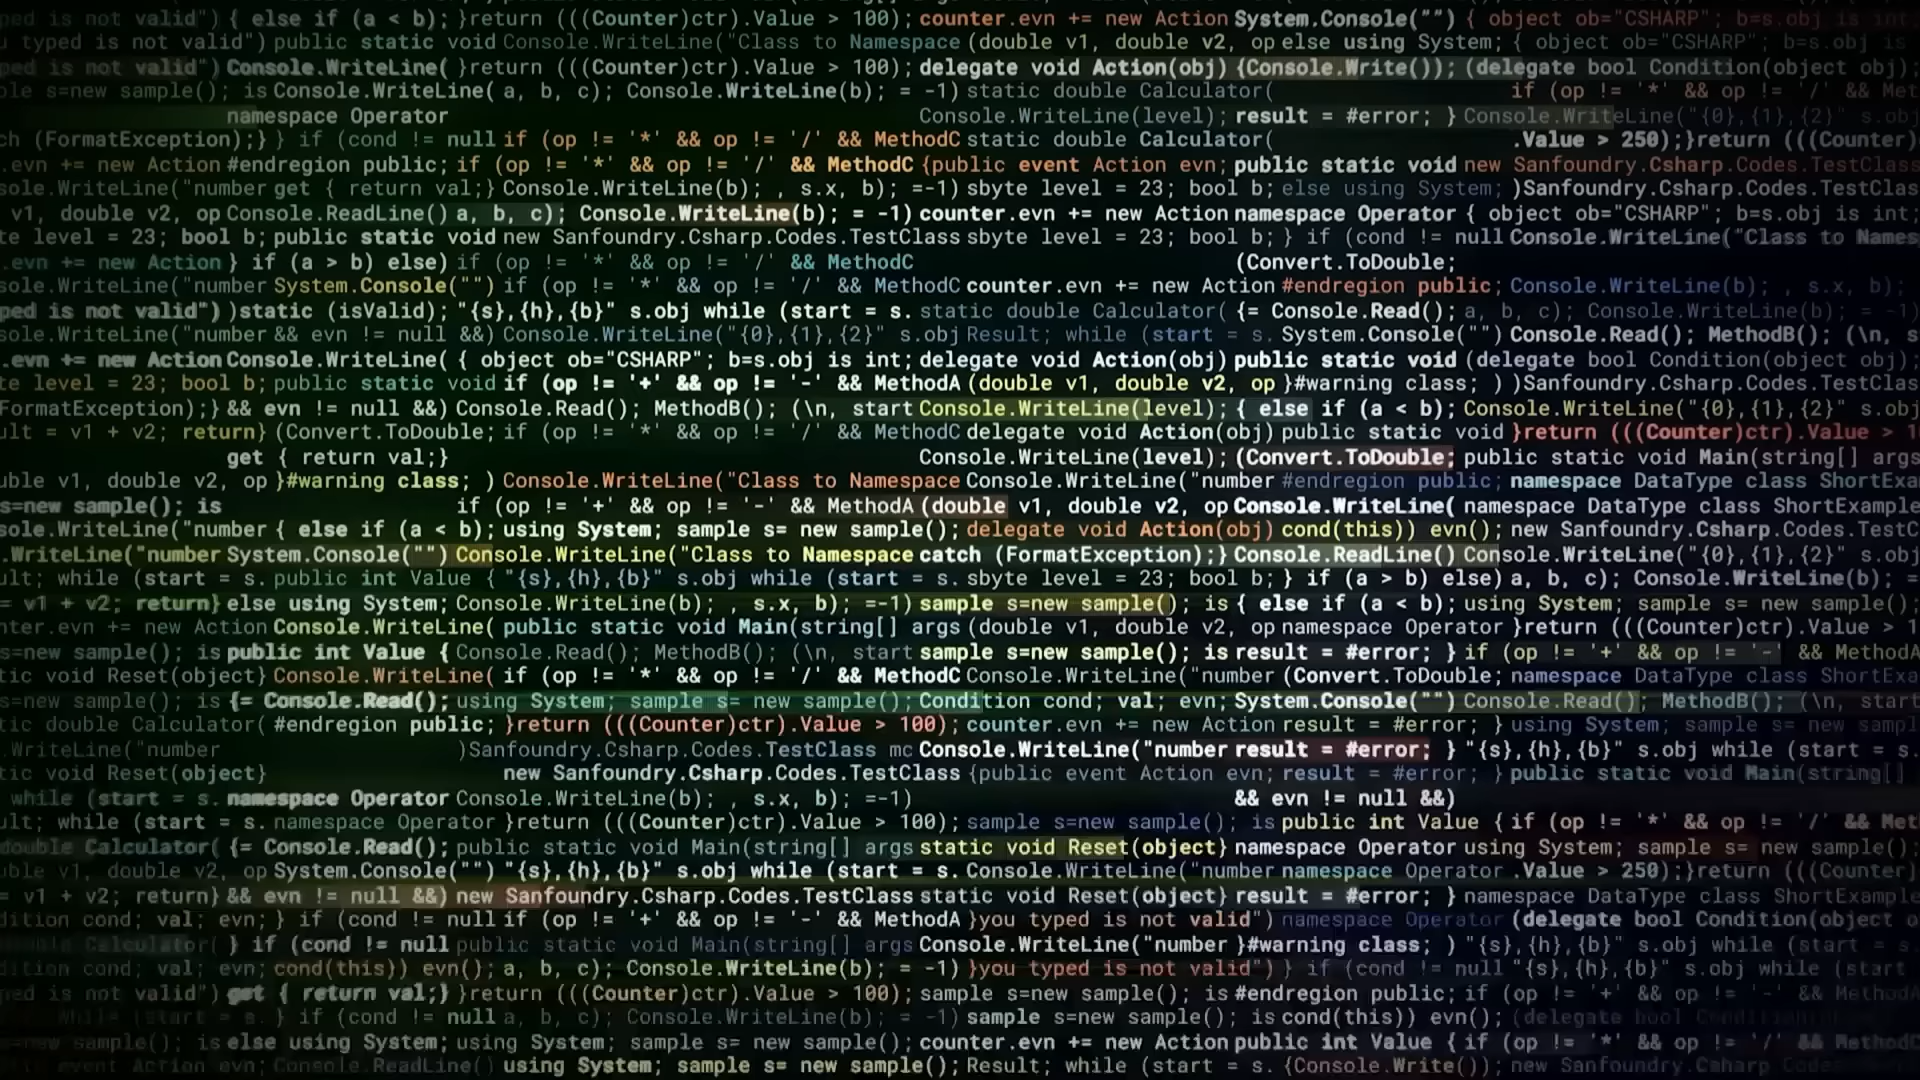 ped is not valid") { else if (a < b); }return (((Counter)ctr).Value > 100); counter.evn += new Action System.Console("") { object ob="CSHARP"; b=s.obj is int;
u typed is not valid") public static void Console.WriteLine("Class to Namespace (double v1, double v2, op else using System; { object ob="CSHARP"; b=s.obj is
ped is not valid") Console.WriteLine( }return (((Counter)ctr).Value > 100); delegate void Action(obj) {Console.Write()); (delegate bool Condition(object obj);
ple s=new sample(); is Console.WriteLine( a, b, c); Console.WriteLine(b); = -1) static double Calculator( if (op != '*' && op != '/' && Met
namespace Operator Console.WriteLine(level); result = #error; } Console.WriteLine("{0},{1},{2}" s.obj
ch (FormatException);} } if (cond != null if (op != '*' && op != '/' && MethodC static double Calculator( .Value > 250);}return (((Counter)
.evn += new Action #endregion public; if (op != '*' && op != '/' && MethodC {public event Action evn; public static void new Sanfoundry.Csharp.Codes.TestClass
sole.WriteLine("number get { return val;} Console.WriteLine(b); , s.x, b); =-1) sbyte level = 23; bool b; else using System; )Sanfoundry.Csharp.Codes.TestClas
v1, double v2, op Console.ReadLine() a, b, c); Console.WriteLine(b); = -1) counter.evn += new Action namespace Operator { object ob="CSHARP"; b=s.obj is int;
te level = 23; bool b; public static void new Sanfoundry.Csharp.Codes.TestClass sbyte level = 23; bool b; } if (cond != null Console.WriteLine("Class to Names
.evn += new Action } if (a > b) else) if (op != '*' && op != '/' && MethodC (Convert.ToDouble;
sole.WriteLine("number System.Console("") if (op != '*' && op != '/' && MethodC counter.evn += new Action #endregion public; Console.WriteLine(b); , s.x, b);
ped is not valid") )static (isValid); "{s},{h},{b}" s.obj while (start = s. static double Calculator( {= Console.Read(); a, b, c); Console.WriteLine(b); = -1)
sole.WriteLine("number && evn != null &&) Console.WriteLine("{0},{1},{2}" s.obj Result; while (start = s. System.Console("") Console.Read(); MethodB(); (\n, s
.evn += new Action Console.WriteLine( { object ob="CSHARP"; b=s.obj is int; delegate void Action(obj) public static void (delegate bool Condition(object obj);
te level = 23; bool b; public static void if (op != '+' && op != '-' && MethodA (double v1, double v2, op }#warning class; ) )Sanfoundry.Csharp.Codes.TestClas
FormatException);} && evn != null &&) Console.Read(); MethodB(); (\n, start Console.WriteLine(level); { else if (a < b); Console.WriteLine("{0},{1},{2}" s.obj
ult = v1 + v2; return} (Convert.ToDouble; if (op != '*' && op != '/' && MethodC delegate void Action(obj) public static void }return (((Counter)ctr).Value > 1
get { return val;} Console.WriteLine(level); (Convert.ToDouble; public static void Main(string[] args
uble v1, double v2, op }#warning class; ) Console.WriteLine("Class to Namespace Console.WriteLine("number #endregion public; namespace DataType class ShortExa
s=new sample(); is if (op != '+' && op != '-' && MethodA (double v1, double v2, op Console.WriteLine( namespace DataType class ShortExample
sole.WriteLine("number { else if (a < b); using System; sample s= new sample(); delegate void Action(obj) cond(this)) evn(); new Sanfoundry.Csharp.Codes.TestC
.WriteLine("number System.Console("") Console.WriteLine("Class to Namespace catch (FormatException);} Console.ReadLine() Console.WriteLine("{0},{1},{2}" s.obj
ult; while (start = s. public int Value { "{s},{h},{b}" s.obj while (start = s. sbyte level = 23; bool b; } if (a > b) else) a, b, c); Console.WriteLine(b); =
= v1 + v2; return} else using System; Console.WriteLine(b); , s.x, b); =-1) sample s=new sample(); is { else if (a < b); using System; sample s= new sample();
nter.evn += new Action Console.WriteLine( public static void Main(string[] args (double v1, double v2, op namespace Operator }return (((Counter)ctr).Value > 1
s=new sample(); is public int Value { Console.Read(); MethodB(); (\n, start sample s=new sample(); is result = #error; } if (op != '+' && op != '-' && MethodA
tic void Reset(object} Console.WriteLine( if (op != '*' && op != '/' && MethodC Console.WriteLine("number (Convert.ToDouble; namespace DataType class ShortExa
s=new sample(); is {= Console.Read(); using System; sample s= new sample(); Condition cond; val; evn; System.Console("") Console.Read(); MethodB(); (\n, start
tic double Calculator( #endregion public; }return (((Counter)ctr).Value > 100); counter.evn += new Action result = #error; } using System; sample s= new sampl
.WriteLine("number )Sanfoundry.Csharp.Codes.TestClass mc Console.WriteLine("number result = #error; } "{s},{h},{b}" s.obj while (start = s.
tic void Reset(object} new Sanfoundry.Csharp.Codes.TestClass {public event Action evn; result = #error; } public static void Main(string[]
while (start = s. namespace Operator Console.WriteLine(b); , s.x, b); =-1) && evn != null &&)
ult; while (start = s. namespace Operator }return (((Counter)ctr).Value > 100); sample s=new sample(); is public int Value { if (op != '*' && op != '/' && Met
double Calculator( {= Console.Read(); public static void Main(string[] args static void Reset(object} namespace Operator using System; sample s= new sample();
uble v1, double v2, op System.Console("") "{s},{h},{b}" s.obj while (start = s. Console.WriteLine("number namespace Operator .Value > 250);}return (((Counter)
= v1 + v2; return} && evn != null &&) new Sanfoundry.Csharp.Codes.TestClass static void Reset(object} result = #error; } namespace DataType class ShortExample
dition cond; val; evn; } if (cond != null if (op != '+' && op != '-' && MethodA }you typed is not valid") namespace Operator (delegate bool Condition(object o
Calculator( } if (cond != null public static void Main(string[] args Console.WriteLine("number }#warning class; ) "{s},{h},{b}" s.obj while (start = s.
dition cond; val; evn; cond(this)) evn(); a, b, c); Console.WriteLine(b); = -1) }you typed is not valid") } if (cond != null "{s},{h},{b}" s.obj while (start
ped is not valid") get { return val;} }return (((Counter)ctr).Value > 100); sample s=new sample(); is #endregion public; if (op != '+' && op != '-' && MethodA
While (start = s. } if (cond != null a, b, c); Console.WriteLine(b); = -1) sample s=new sample(); is cond(this)) evn(); (delegate bool
s=new sample(); is else using System; using System; sample s= new sample(); counter.evn += new Action public int Value { if (op != '*' && op != '/' && MethodC
event Action evn; Console.ReadLine() using System; sample s= new sample(); Result; while (start = s. {Console.Write()); new Sanfoundry.Csharp.Codes.TestC